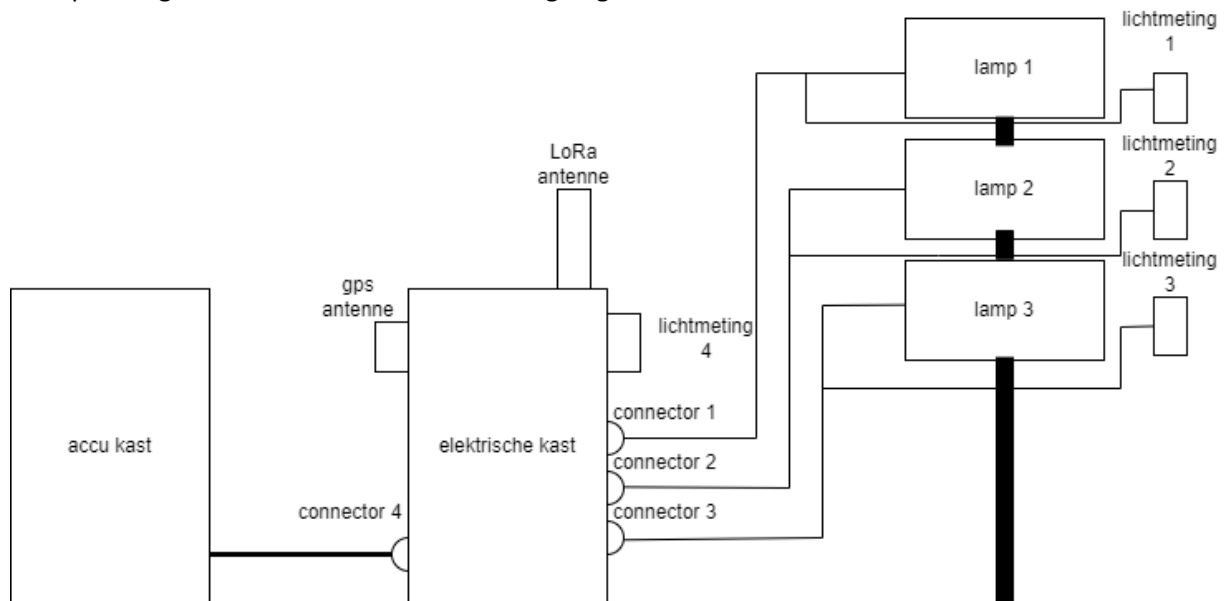 lichtmeting
1
lamp 1
LoRa
antenne
lichtmeting
2
lamp 2
gps
antenne
lichtmeting
3
lamp 3
lichtmeting
4
connector 1
accu kast
elektrische kast
connector 2
connector 4
connector 3